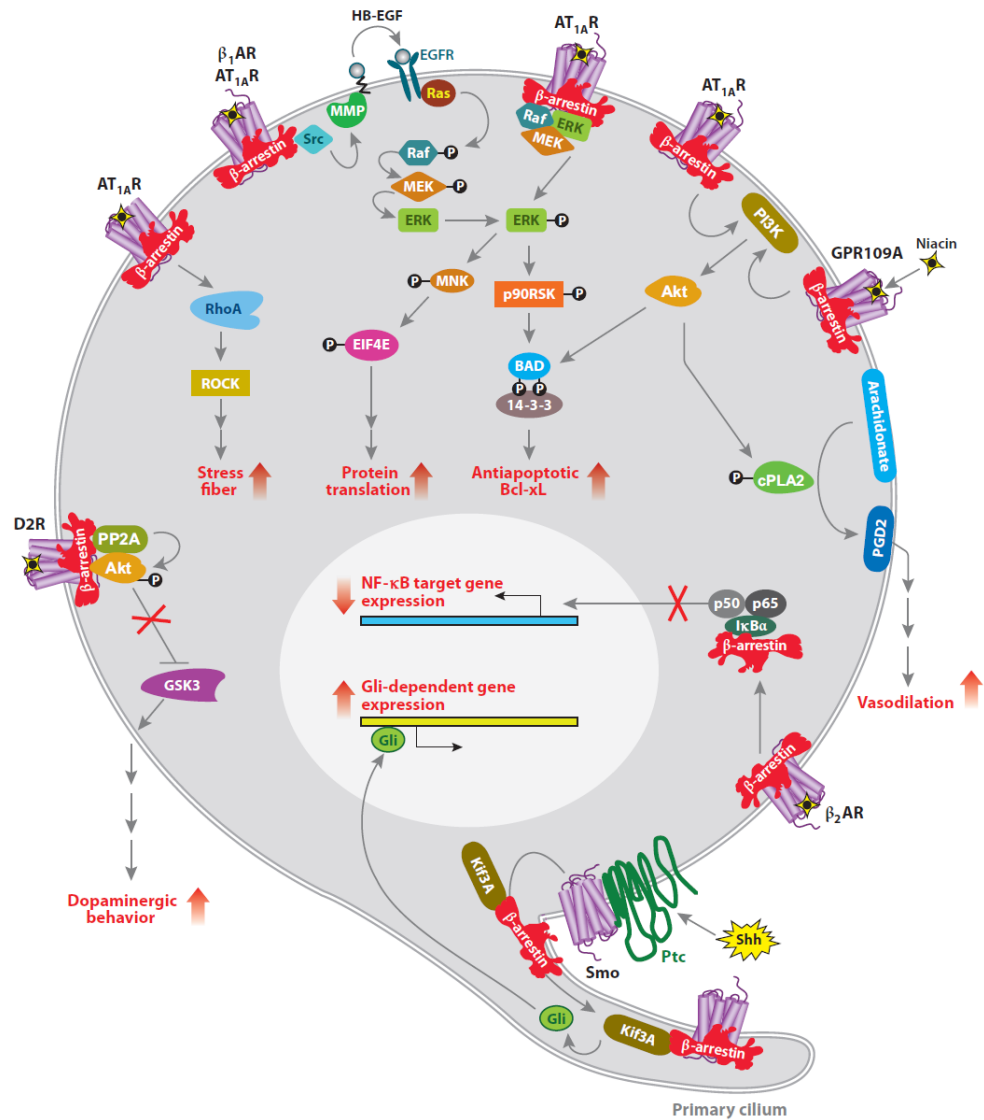 HB-EGF
EGFR
Ras
β₁AR
AT₁ₐR
β-arrestin
Src
MMP
Raf
P
MEK
P
ERK
ERK
P
AT₁ₐR
β-arrestin
Raf
ERK
MEK
AT₁ₐR
β-arrestin
PI3K
GPR109A
Niacin
β-arrestin
AT₁ₐR
β-arrestin
RhoA
ROCK
Stress
fiber
P
MNK
P
EIF4E
Protein
translation
p90RSK
P
BAD
P
P
14-3-3
Antiapoptotic
Bcl-xL
Akt
P
cPLA2
Arachidonate
PGD2
Vasodilation
D2R
β-arrestin
PP2A
Akt
P
GSK3
Dopaminergic
behavior
NF-κB target gene
expression
p50
p65
IκBα
β-arrestin
β-arrestin
β₂AR
Gli-dependent gene
expression
Gli
Kif3A
β-arrestin
Smo
Ptc
Shh
Gli
Kif3A
β-arrestin
Primary cilium